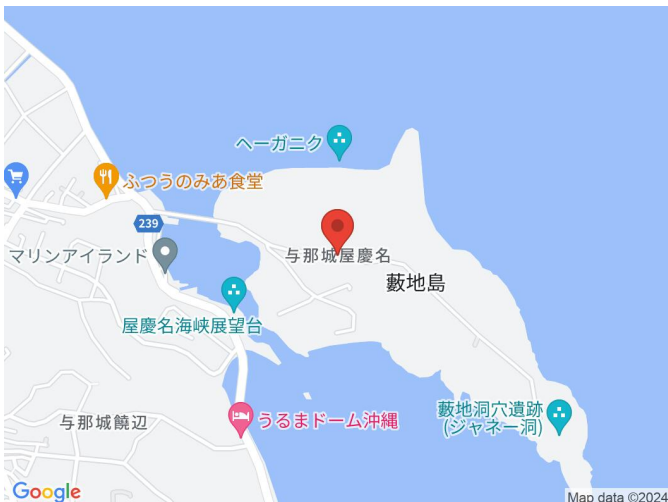 ヘーガニク
ふつうのみあ食堂
239
マリンアイランド
与那城屋慶名
藪地島
屋慶名海峡展望台
与那城饒辺
うるまドーム沖縄
藪地洞穴遺跡
(ジャネー洞)
Google
Map data ©2024